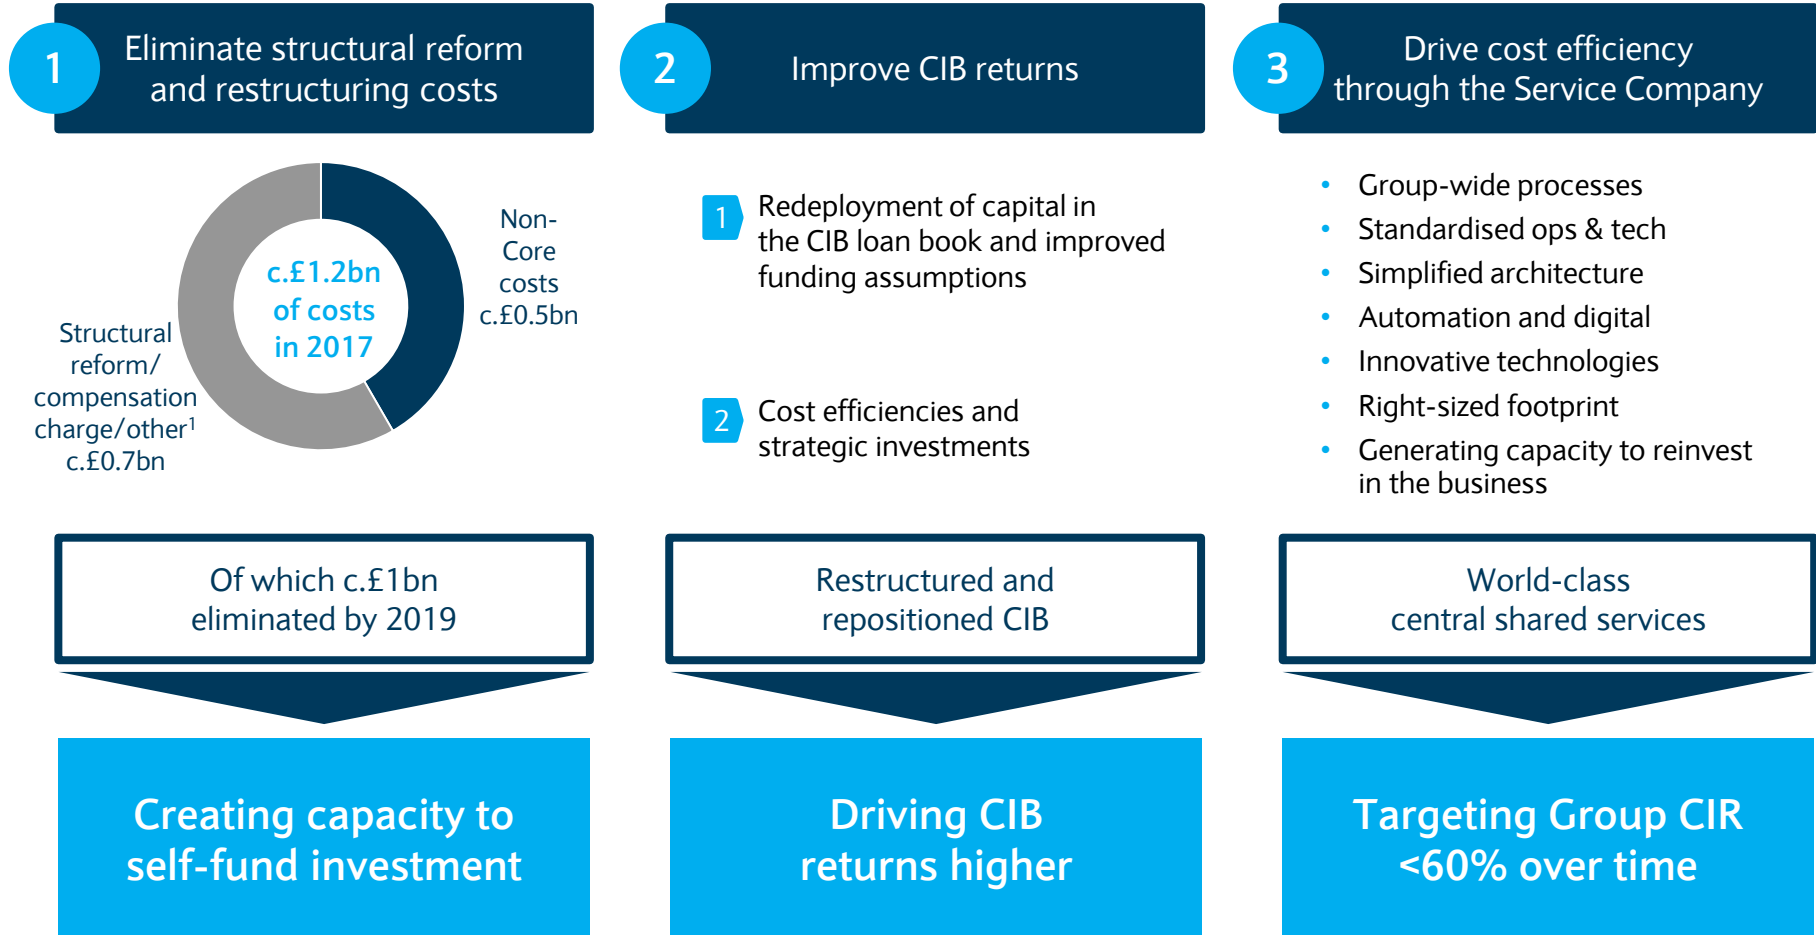 1
Eliminate structural reform
and restructuring costs
c.£1.2bn
of costs
in 2017
Non-
Core
costs
c.£0.5bn
Structural
reform/
compensation
charge/other¹
c.£0.7bn
Of which c.£1bn
eliminated by 2019
Creating capacity to
self-fund investment
2
Improve CIB returns
1
Redeployment of capital in
the CIB loan book and improved
funding assumptions
2
Cost efficiencies and
strategic investments
Restructured and
repositioned CIB
Driving CIB
returns higher
3
Drive cost efficiency
through the Service Company
• Group-wide processes
• Standardised ops & tech
• Simplified architecture
• Automation and digital
• Innovative technologies
• Right-sized footprint
• Generating capacity to reinvest
in the business
World-class
central shared services
Targeting Group CIR
<60% over time